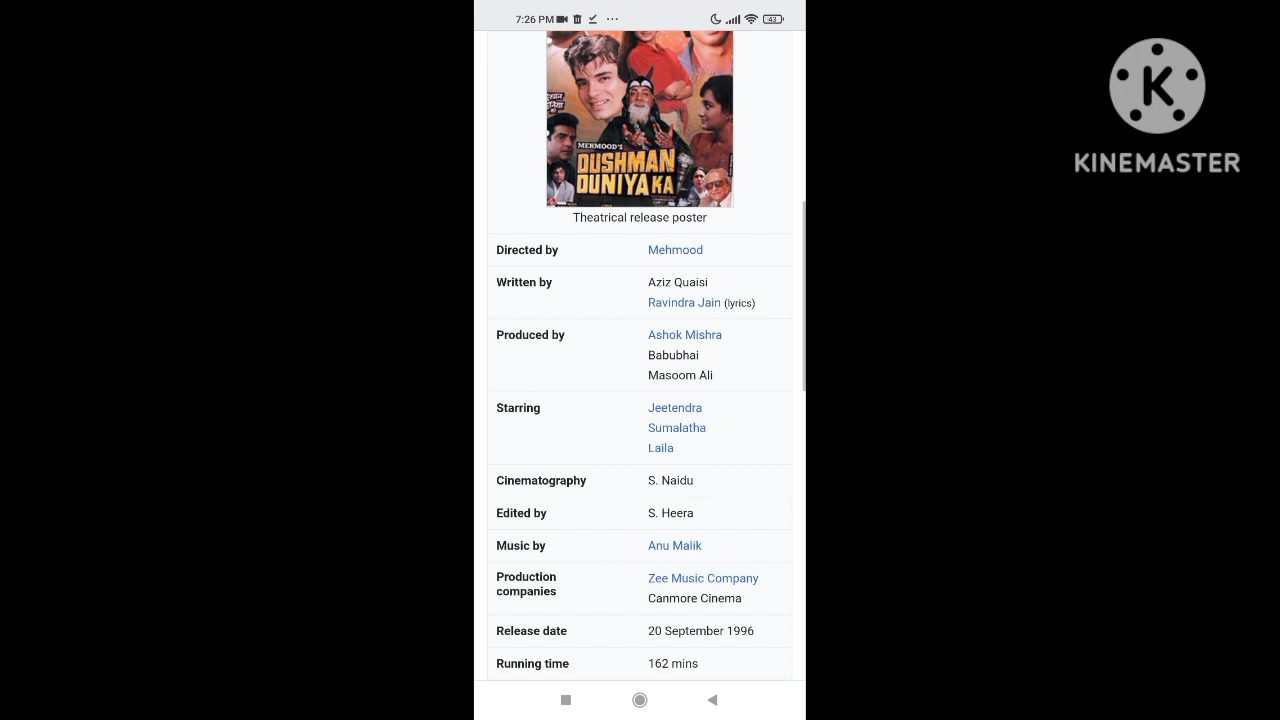 7:26 PM
43
MEHMOOD'S
DUSHMAN
DUNIYA KA
Theatrical release poster
Directed by Mehmood
Written by Aziz Quaisi
Ravindra Jain (lyrics)
Produced by Ashok Mishra
Babubhai
Masoom Ali
Starring Jeetendra
Sumalatha
Laila
Cinematography S. Naidu
Edited by S. Heera
Music by Anu Malik
Production
companies
Zee Music Company
Canmore Cinema
Release date 20 September 1996
Running time 162 mins
K
KINEMASTER